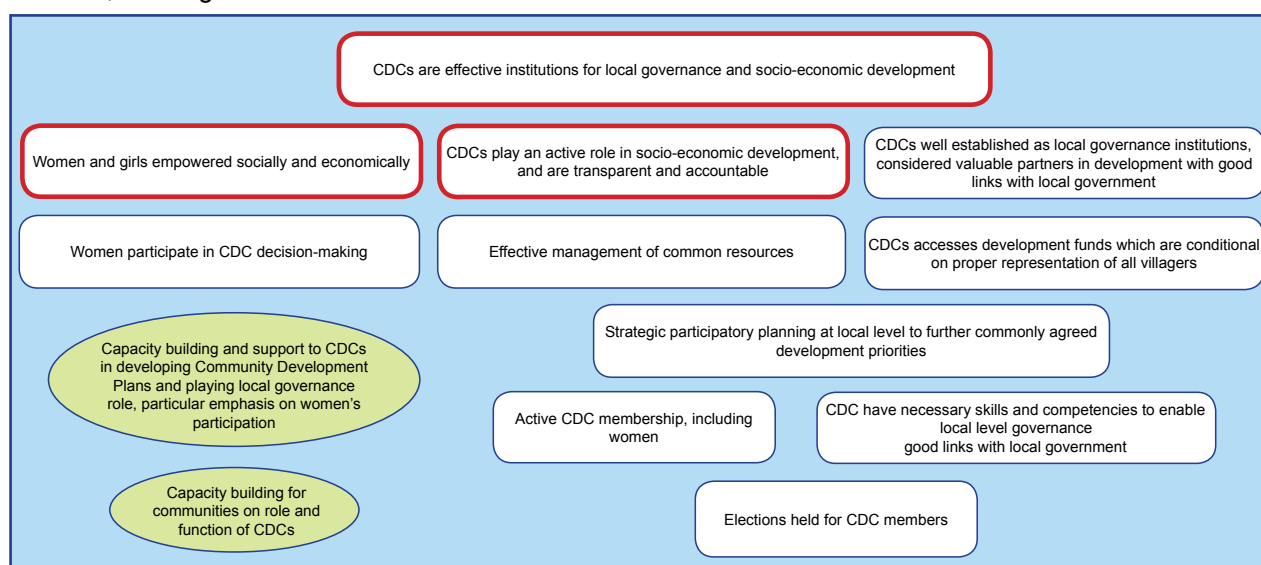 CDCs are effective institutions for local governance and socio-economic development
Women and girls empowered socially and economically
CDCs play an active role in socio-economic development,
and are transparent and accountable
CDCs well established as local governance institutions,
considered valuable partners in development with good
links with local government
Women participate in CDC decision-making
Effective management of common resources
CDCs accesses development funds which are conditional
on proper representation of all villagers
Strategic participatory planning at local level to further commonly agreed
development priorities
Capacity building and support to CDCs
in developing Community Development
Plans and playing local governance
role, particular emphasis on women's
participation
Active CDC membership, including
women
CDC have necessary skills and competencies to enable
local level governance
good links with local government
Capacity building for
communities on role and
function of CDCs
Elections held for CDC members